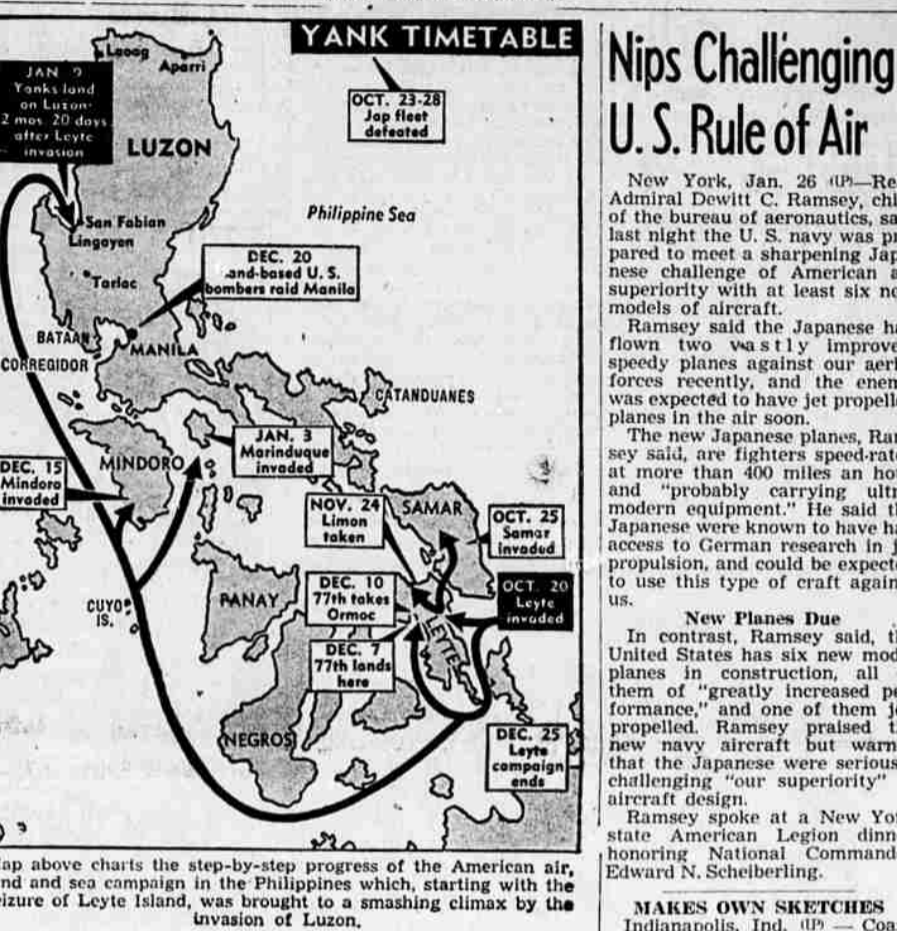 YANK TIMETABLE
Laoag
Aparri
JAN. 9
Yanks land
on Luzon:
2 mos. 20 days
after Leyte
invasion
OCT. 23-28
Jap fleet
defeated
LUZON
Philippine Sea
San Fabian
Lingayen
Tarlac
DEC. 20
and-based U. S.
bombers raid Manila
BATAAN
MANILA
CORREGIDOR
CATANDUANES
JAN. 3
Marinduque
invaded
DEC. 15
Mindoro
invaded
MINDORO
NOV. 24
Limon
taken
SAMAR
OCT. 25
Samar
invaded
DEC. 10
77th takes
Ormoc
OCT. 20
Leyte
invaded
CUYO
IS.
PANAY
LEYTE
DEC. 7
77th lands
here
NEGROS
DEC. 25
Leyte
campaign
ends
ap above charts the step-by-step progress of the American air,
nd and sea campaign in the Philippines which, starting with the
eizure of Leyte Island, was brought to a smashing climax by the
invasion of Luzon.
Nips Challenging
U. S. Rule of Air
New York, Jan. 26 (UP)—Re
Admiral Dewitt C. Ramsey, chi
of the bureau of aeronautics, sa
last night the U. S. navy was pr
pared to meet a sharpening Jap
nese challenge of American a
superiority with at least six ne
models of aircraft.
Ramsey said the Japanese ha
flown two vastly improve
speedy planes against our aeri
forces recently, and the enem
was expected to have jet propelle
planes in the air soon.
The new Japanese planes, Ram
sey said, are fighters speed-rate
at more than 400 miles an hou
and "probably carrying ultr
modern equipment." He said th
Japanese were known to have ha
access to German research in j
propulsion, and could be expecte
to use this type of craft again
us.
New Planes Due
In contrast, Ramsey said, th
United States has six new mod
planes in construction, all
them of "greatly increased pe
formance," and one of them je
propelled. Ramsey praised t
new navy aircraft but warn
that the Japanese were serious
challenging "our superiority"
aircraft design.
Ramsey spoke at a New Yor
state American Legion dinn
honoring National Command
Edward N. Scheiberling.
MAKES OWN SKETCHES
Indianapolis, Ind. (UP) — Coa